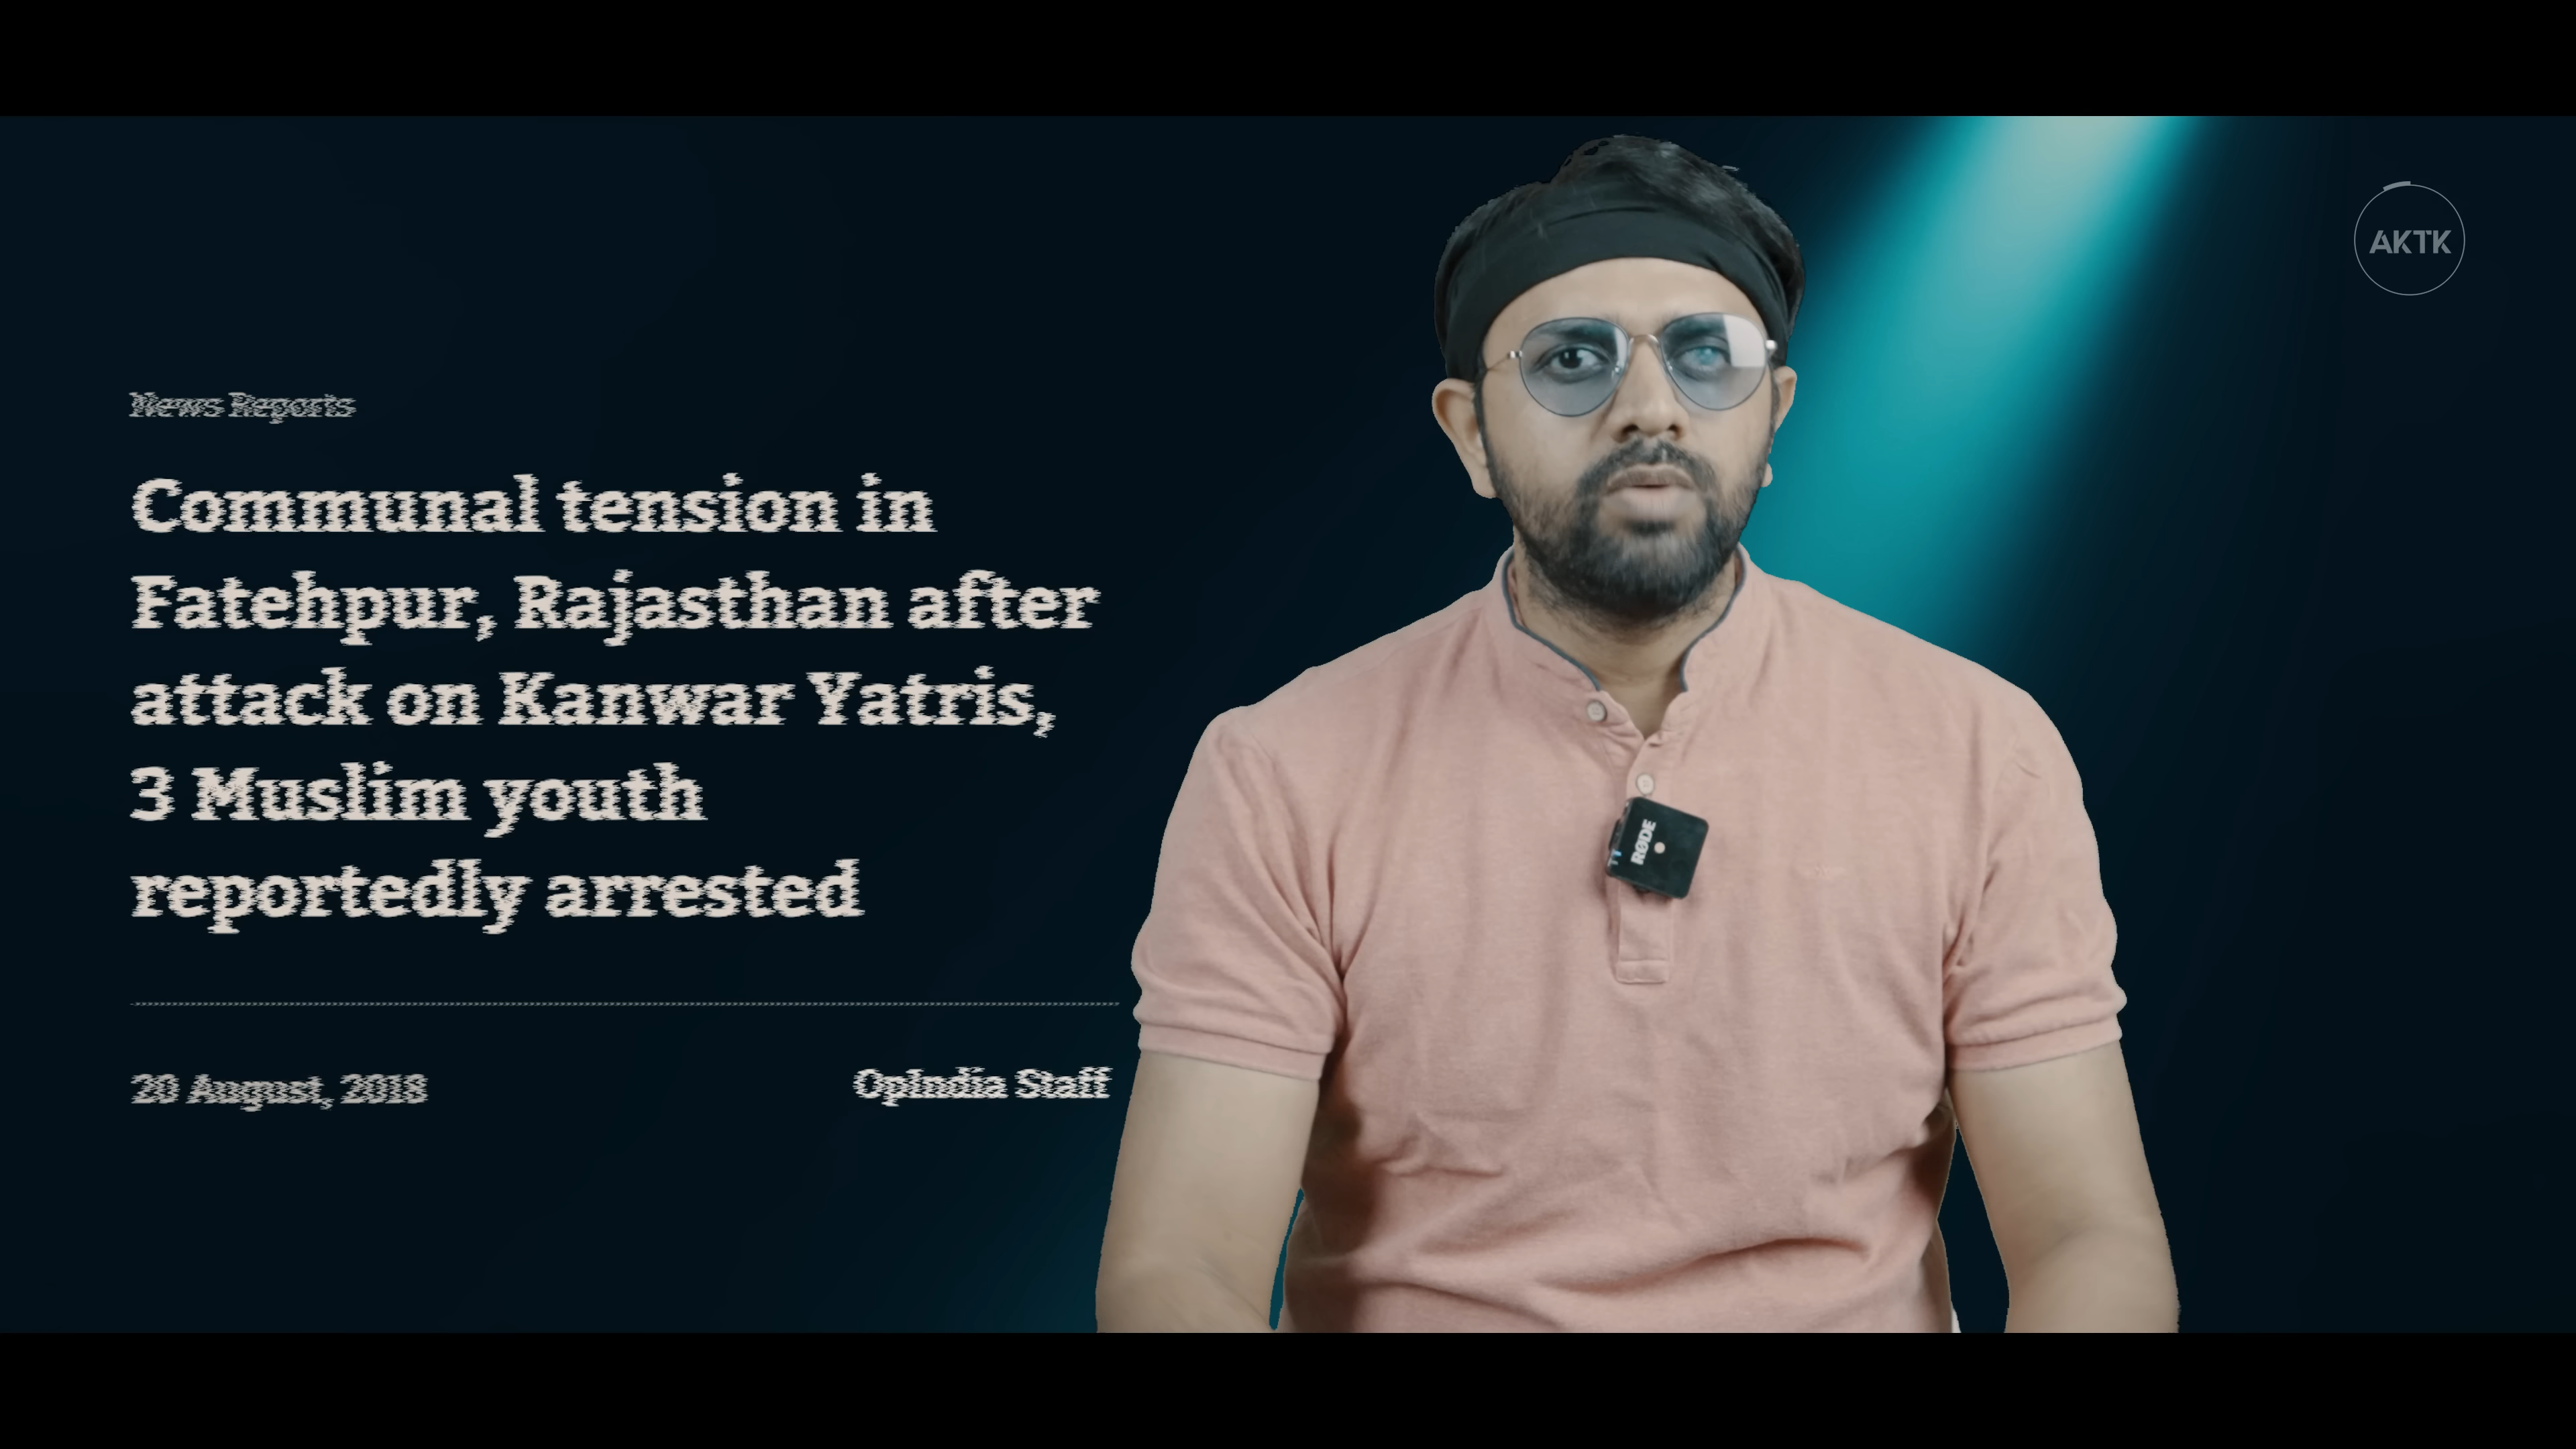 AKTK
News Reports
Communal tension in
Fatehpur, Rajasthan after
attack on Kanwar Yatris,
3 Muslim youth
reportedly arrested
20 August, 2018
OpIndia Staff
RØDE